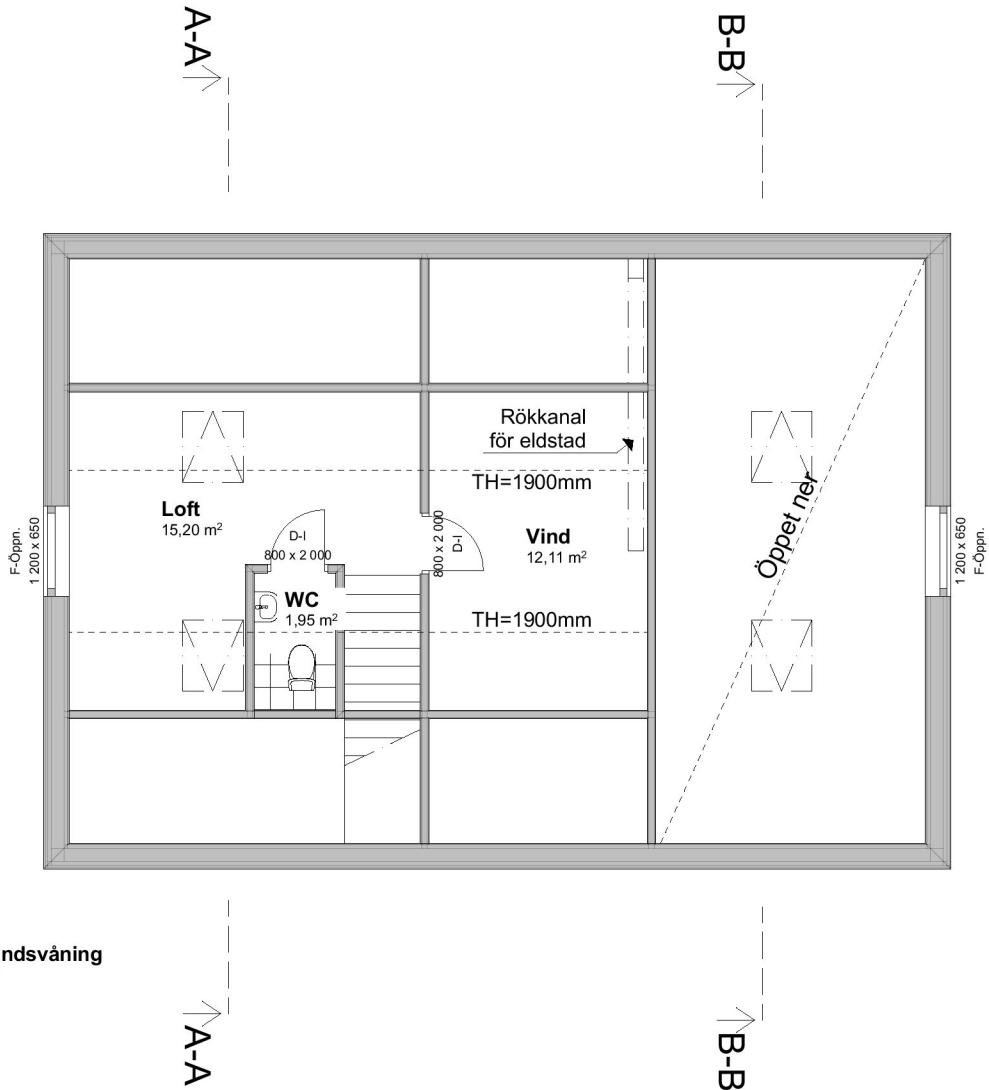 A-A
B-B
Rökkanal
för eldstad
TH=1900mm
Loft
15,20 m²
Vind
12,11 m²
D-I
800 x 2 000
D-I
800 x 2 000
WC
1,95 m²
TH=1900mm
Öppet ner
F-Öppn.
1 200 x 650
1 200 x 650
F-Öppn.
ndsvåning
A-A
B-B